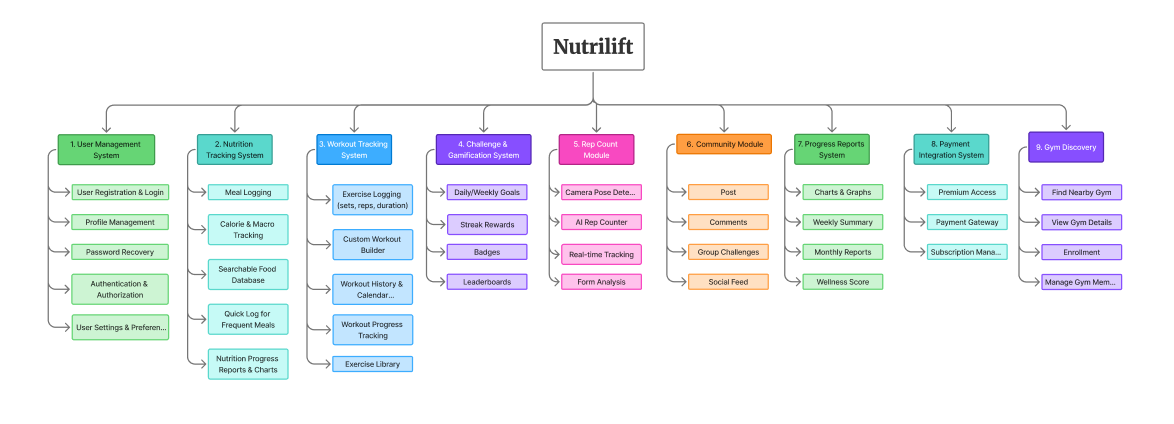 Nutrilift
1. User Management
System
User Registration & Login
Profile Management
Password Recovery
Authentication &
Authorization
User Settings & Preferen...
2. Nutrition
Tracking System
Meal Logging
Calorie & Macro
Tracking
Searchable Food
Database
Quick Log for
Frequent Meals
Nutrition Progress
Reports & Charts
3. Workout Tracking
System
Exercise Logging
(sets, reps, duration)
Custom Workout
Builder
Workout History &
Calendar...
Workout Progress
Tracking
Exercise Library
4. Challenge &
Gamification System
Daily/Weekly Goals
Streak Rewards
Badges
Leaderboards
5. Rep Count
Module
Camera Pose Dete...
AI Rep Counter
Real-time Tracking
Form Analysis
6. Community Module
Post
Comments
Group Challenges
Social Feed
7. Progress Reports
System
Charts & Graphs
Weekly Summary
Monthly Reports
Wellness Score
8. Payment
Integration System
Premium Access
Payment Gateway
Subscription Mana...
9. Gym Discovery
Find Nearby Gym
View Gym Details
Enrollment
Manage Gym Mem...